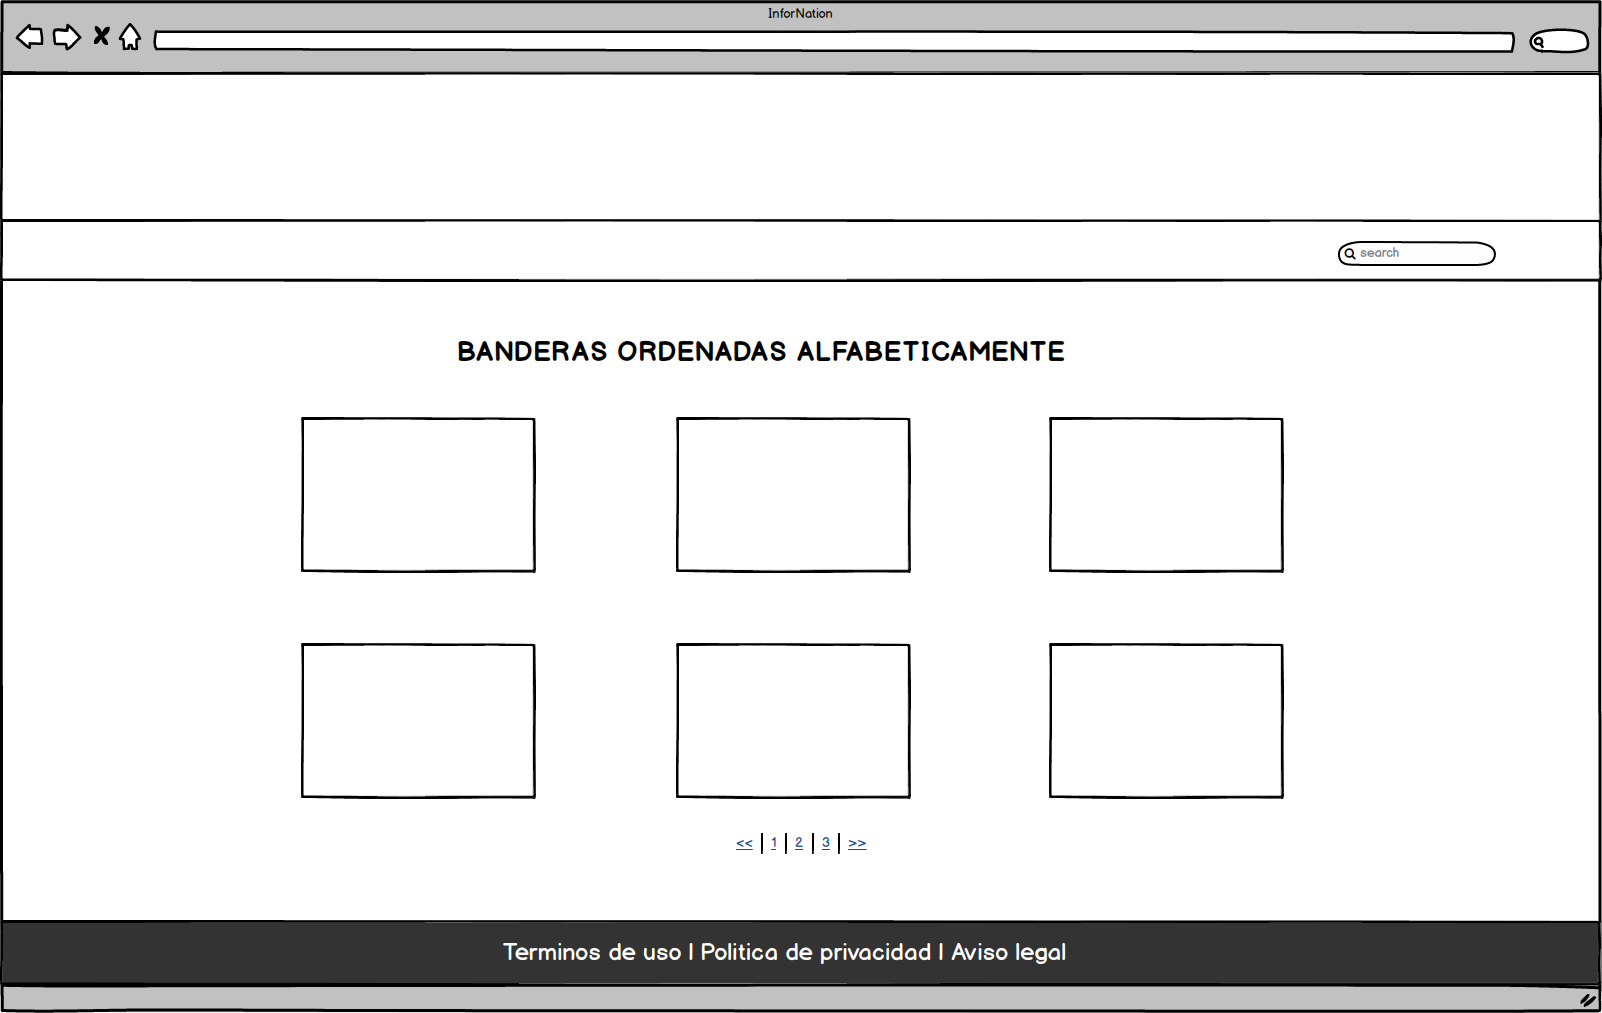 InforNation
search
BANDERAS ORDENADAS ALFABETICAMENTE
<< | 1 | 2 | 3 | >>
Terminos de uso | Politica de privacidad | Aviso legal